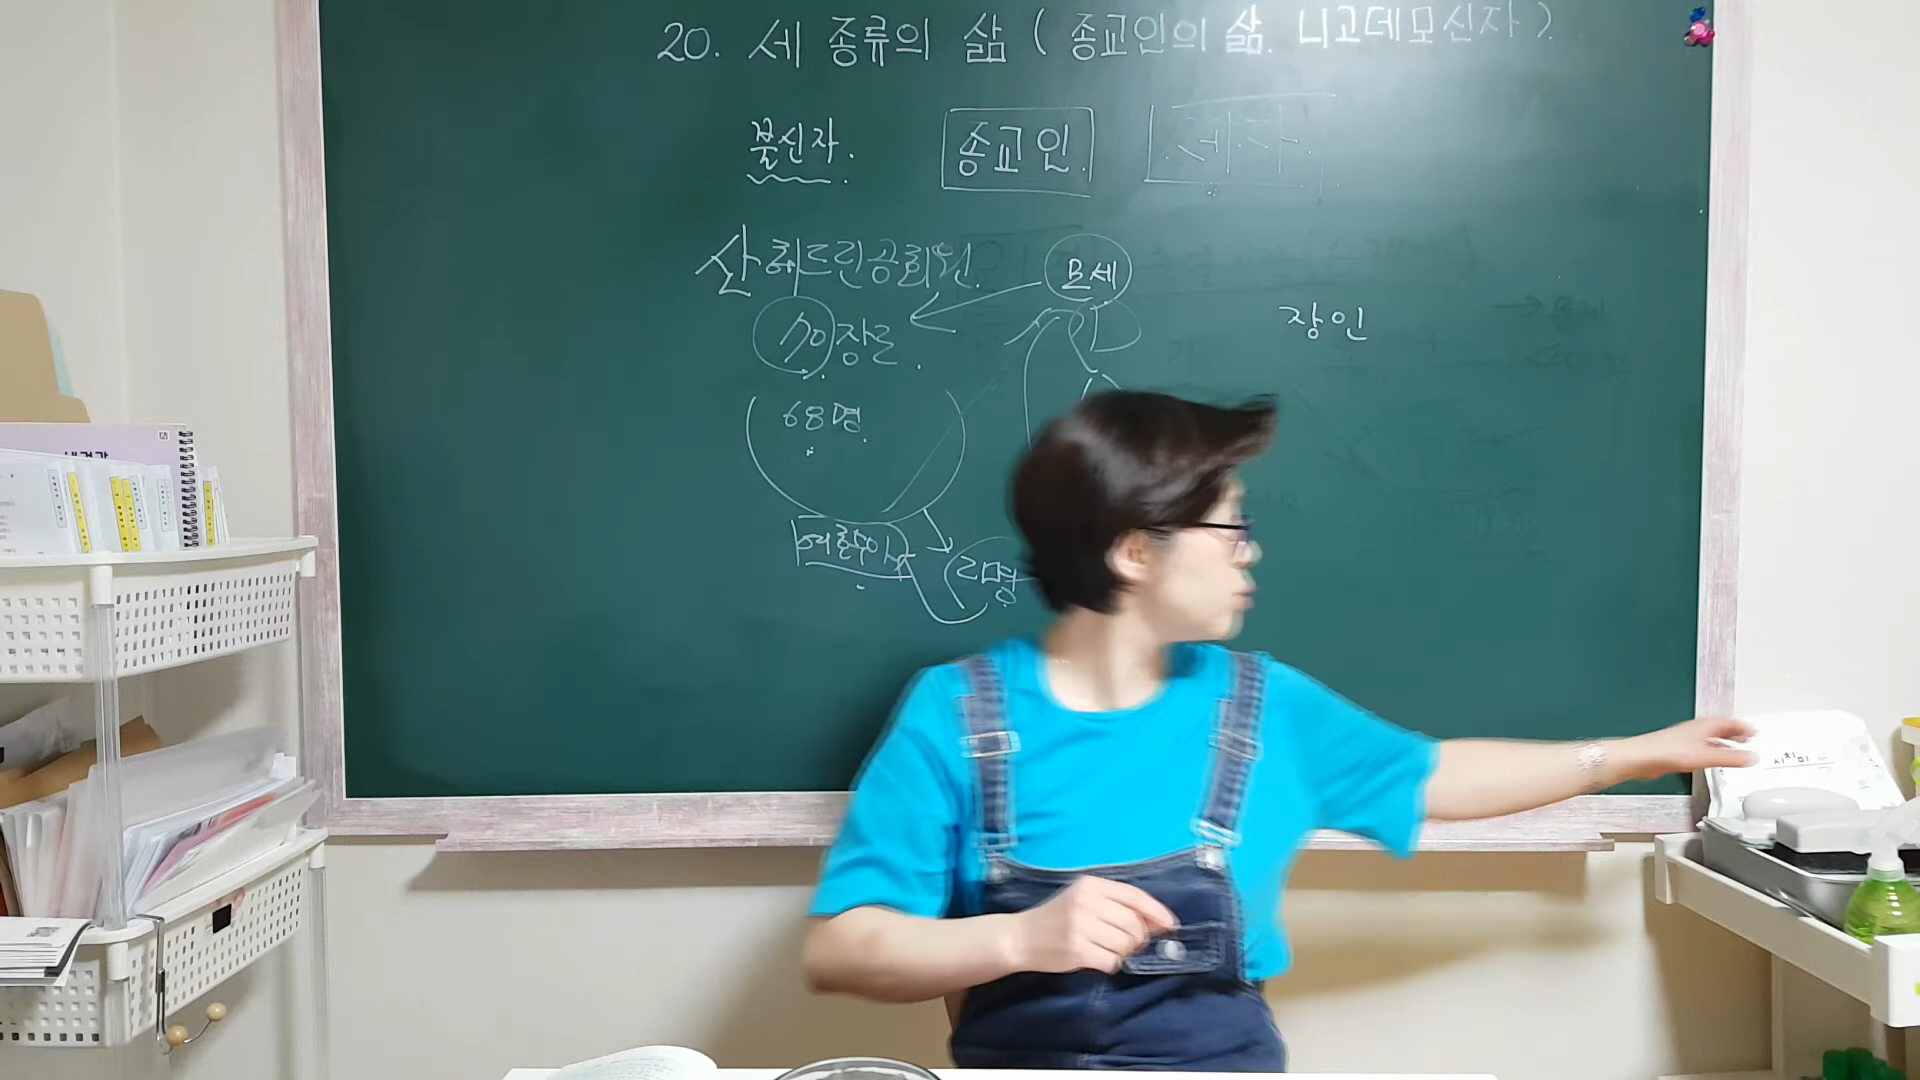 20. 세 종류의 삶 ( 종교인의 삶. 니고데모신자 ).
불신자. 종교인. 제자.
산헤드린공회원. 모세
70장로.
장인
68명.
2명